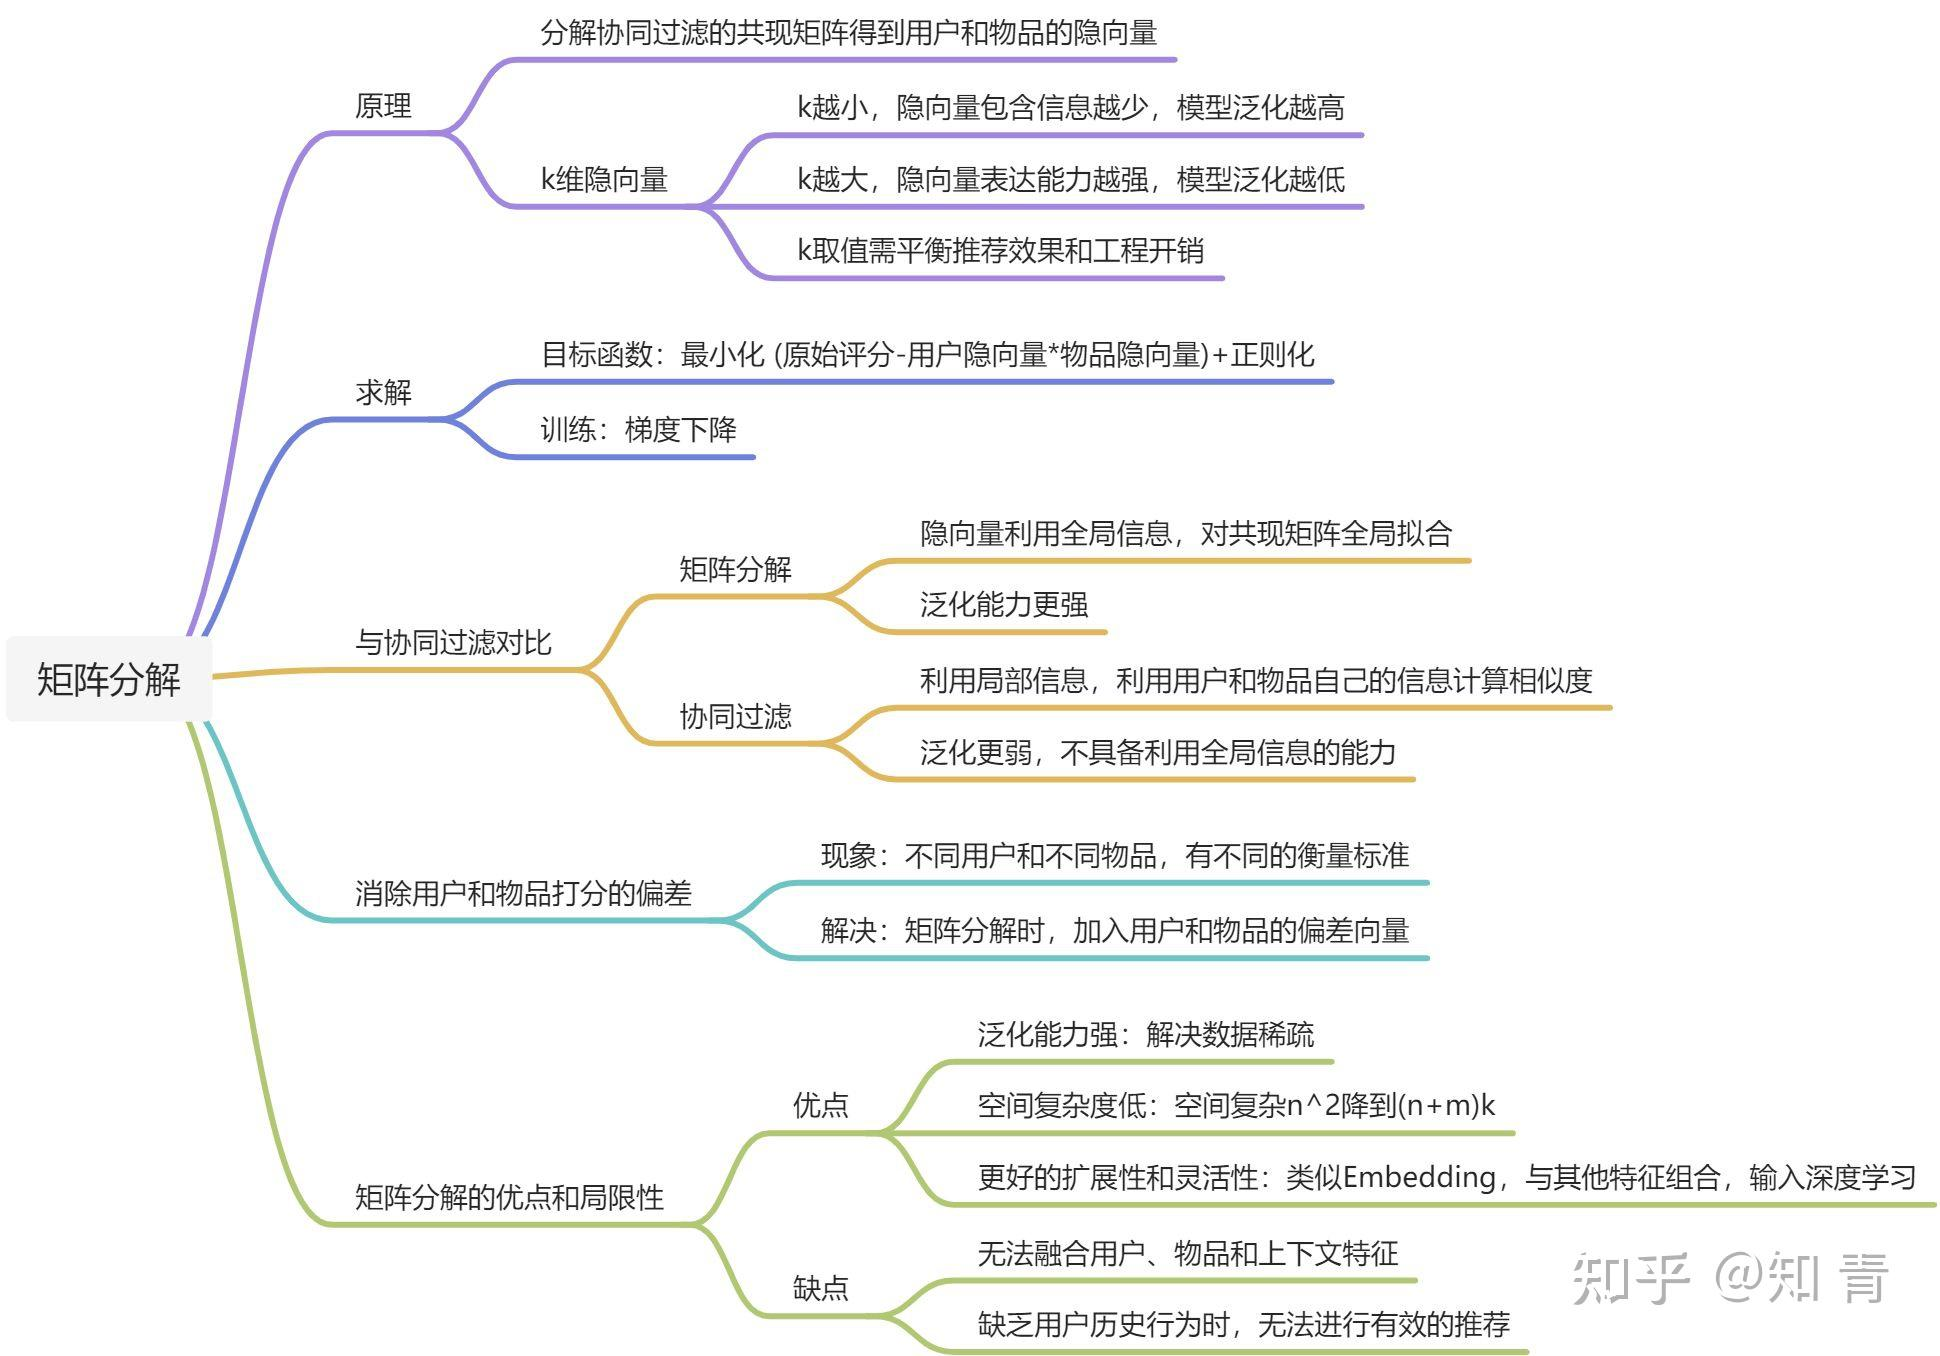 矩阵分解
原理
分解协同过滤的共现矩阵得到用户和物品的隐向量
k维隐向量
k越小，隐向量包含信息越少，模型泛化越高
k越大，隐向量表达能力越强，模型泛化越低
k取值需平衡推荐效果和工程开销
求解
目标函数：最小化 (原始评分-用户隐向量*物品隐向量)+正则化
训练：梯度下降
与协同过滤对比
矩阵分解
隐向量利用全局信息，对共现矩阵全局拟合
泛化能力更强
协同过滤
利用局部信息，利用用户和物品自己的信息计算相似度
泛化更弱，不具备利用全局信息的能力
消除用户和物品打分的偏差
现象：不同用户和不同物品，有不同的衡量标准
解决：矩阵分解时，加入用户和物品的偏差向量
矩阵分解的优点和局限性
优点
泛化能力强：解决数据稀疏
空间复杂度低：空间复杂n^2降到(n+m)k
更好的扩展性和灵活性：类似Embedding，与其他特征组合，输入深度学习
缺点
无法融合用户、物品和上下文特征
缺乏用户历史行为时，无法进行有效的推荐
知乎 @知 青